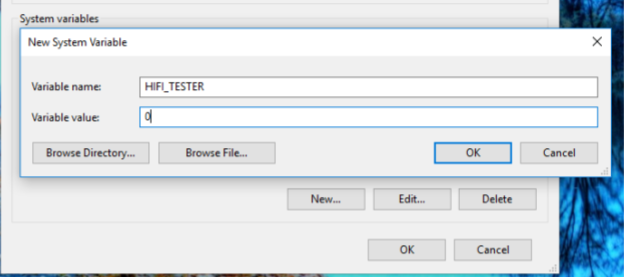 System variables
New System Variable
Variable name: HIFI_TESTER
Variable value: 0
Browse Directory... Browse File... OK Cancel
New... Edit... Delete
OK Cancel